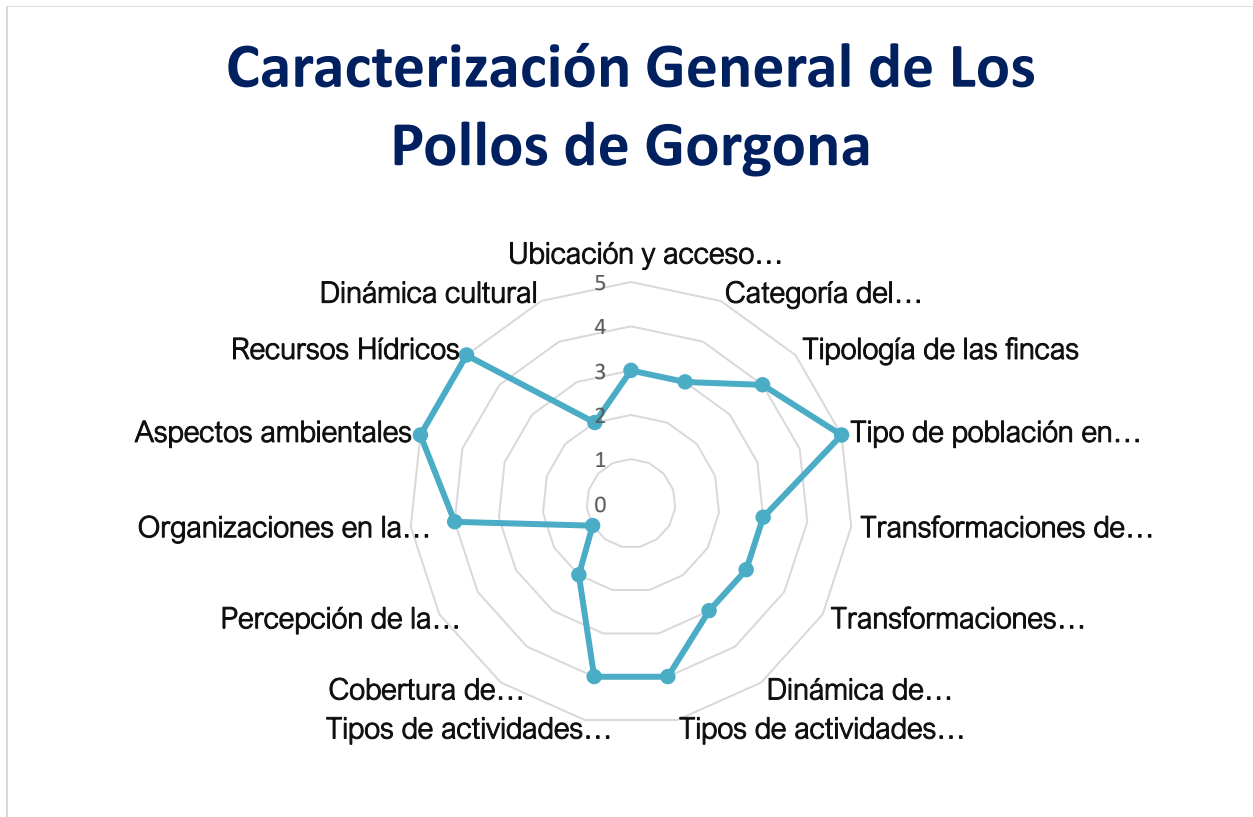 Caracterización General de Los
Pollos de Gorgona
Ubicación y acceso…
Categoría del…
Tipología de las fincas
Tipo de población en…
Transformaciones de…
Transformaciones…
Dinámica de…
Tipos de actividades…
Tipos de actividades…
Cobertura de…
Percepción de la…
Organizaciones en la…
Aspectos ambientales
Recursos Hídricos
Dinámica cultural
5
4
3
2
1
0